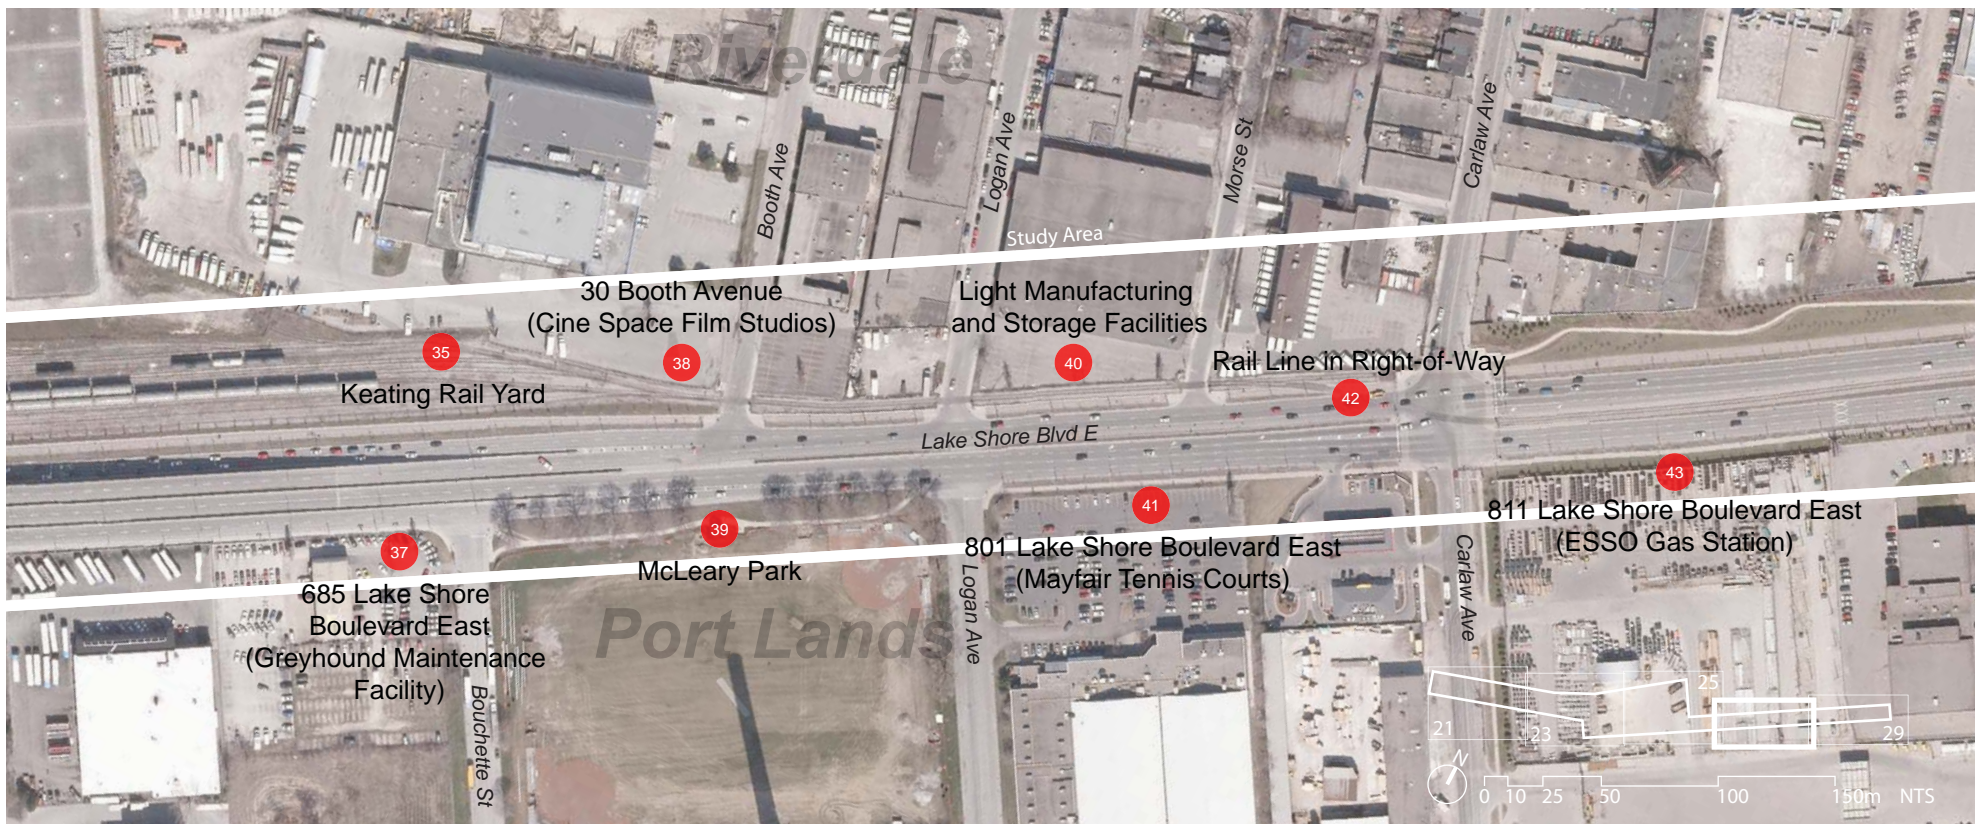 Riverdale
Booth Ave
Logan Ave
Morse St
Carlaw Ave
Study Area
30 Booth Avenue
(Cine Space Film Studios)
Light Manufacturing
and Storage Facilities
35
38
40
Rail Line in Right-of-Way
Keating Rail Yard
42
Lake Shore Blvd E
43
41
811 Lake Shore Boulevard East
(ESSO Gas Station)
39
37
801 Lake Shore Boulevard East
(Mayfair Tennis Courts)
McLeary Park
685 Lake Shore
Boulevard East
(Greyhound Maintenance
Facility)
Port Lands
Logan Ave
Carlaw Ave
Bouchette St
25
21
23
29
N
0 10 25 50 100 150m NTS